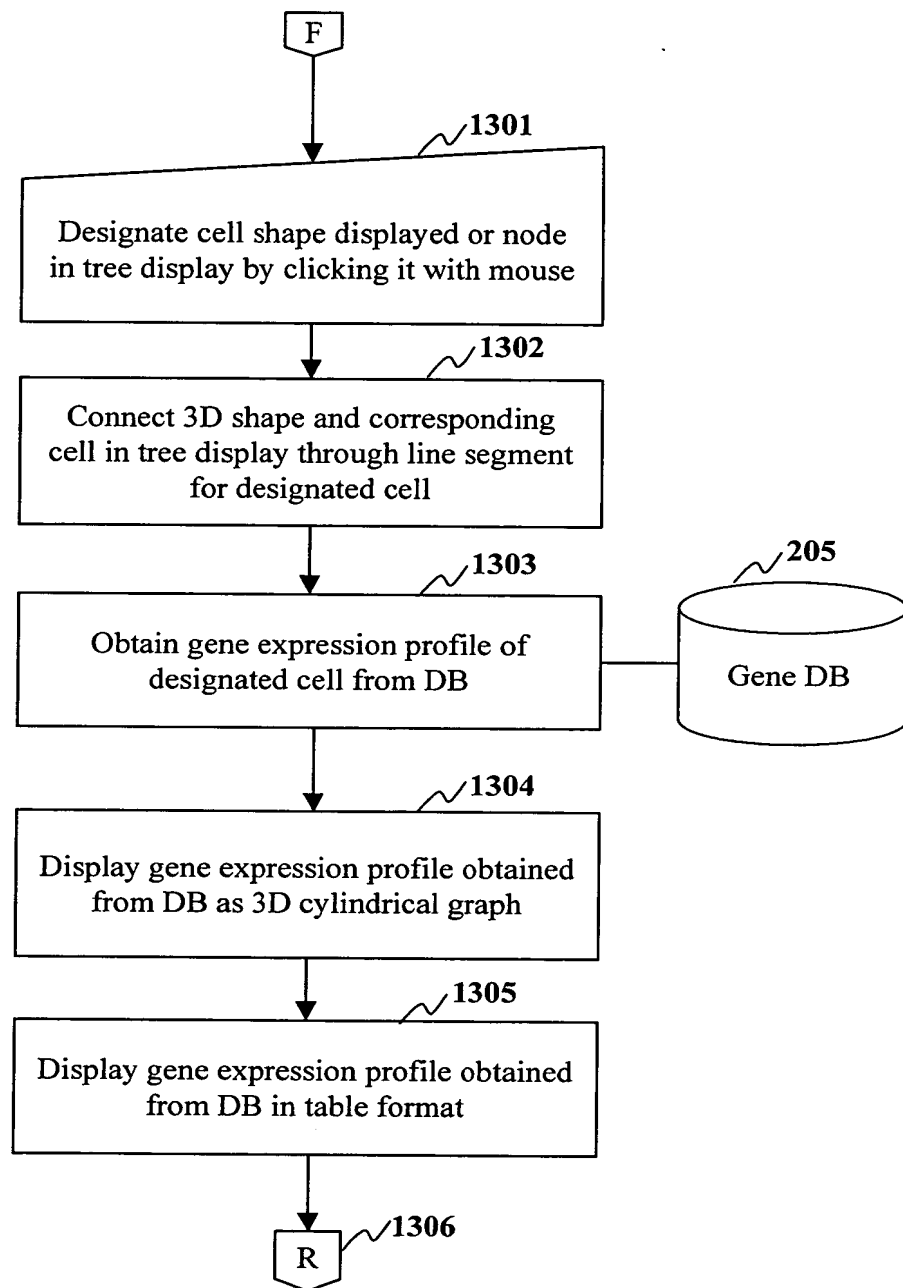 F
1301
Designate cell shape displayed or node
in tree display by clicking it with mouse
1302
Connect 3D shape and corresponding
cell in tree display through line segment
for designated cell
1303
205
Obtain gene expression profile of
designated cell from DB
Gene DB
1304
Display gene expression profile obtained
from DB as 3D cylindrical graph
1305
Display gene expression profile obtained
from DB in table format
1306
R